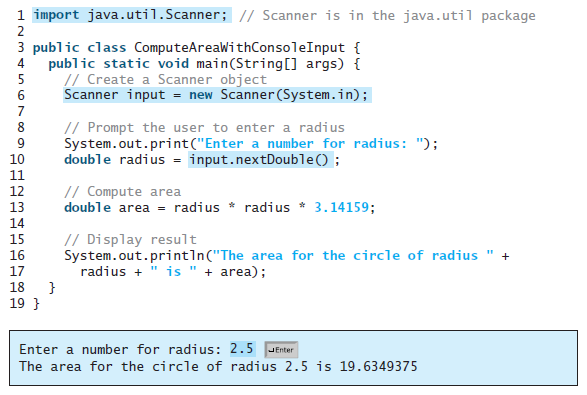 1 import java.util.Scanner; // Scanner is in the java.util package
2
3 public class ComputeAreaWithConsoleInput {
4   public static void main(String[] args) {
5     // Create a Scanner object
6     Scanner input = new Scanner(System.in);
7
8     // Prompt the user to enter a radius
9     System.out.print("Enter a number for radius: ");
10     double radius = input.nextDouble();
11
12     // Compute area
13     double area = radius * radius * 3.14159;
14
15     // Display result
16     System.out.println("The area for the circle of radius " +
17       radius + " is " + area);
18   }
19 }
Enter a number for radius: 2.5 Enter
The area for the circle of radius 2.5 is 19.6349375